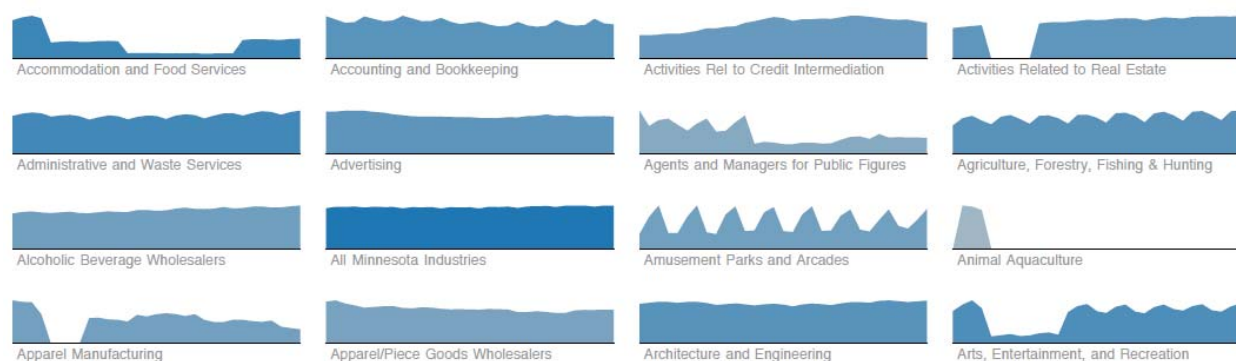 Accommodation and Food Services
Accounting and Bookkeeping
Activities Rel to Credit Intermediation
Activities Related to Real Estate
Administrative and Waste Services
Advertising
Agents and Managers for Public Figures
Agriculture, Forestry, Fishing & Hunting
Alcoholic Beverage Wholesalers
All Minnesota Industries
Amusement Parks and Arcades
Animal Aquaculture
Apparel Manufacturing
Apparel/Piece Goods Wholesalers
Architecture and Engineering
Arts, Entertainment, and Recreation